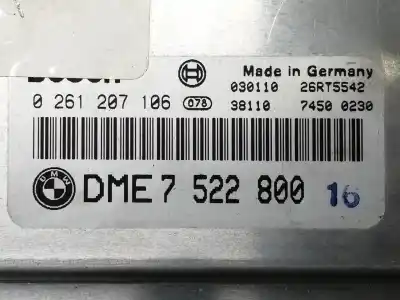 BOSCH
Made in Germany
030110 26RT5542
0 261 207 106 078 38110 7450 0230
BMW DME 7 522 800 16